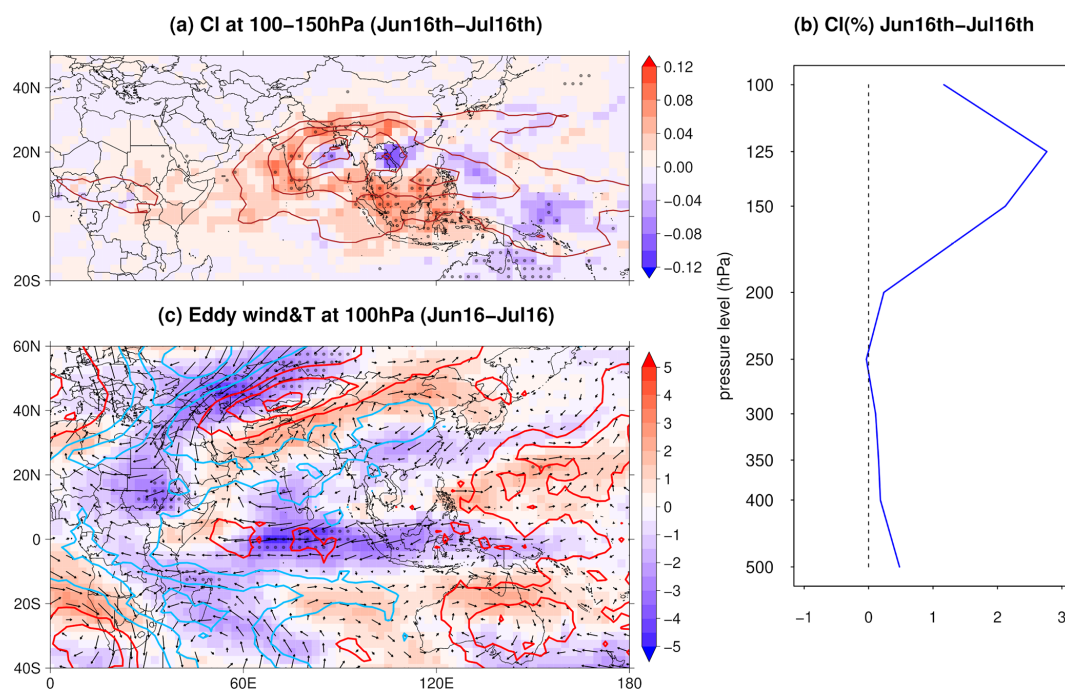 (a) Cl at 100−150hPa (Jun16th−Jul16th)
40N
20N
0
20S
0.12
0.08
0.04
0.00
−0.04
−0.08
−0.12
(b) Cl(%) Jun16th−Jul16th
100
125
150
200
250
300
350
400
500
pressure level (hPa)
−1
0
1
2
3
(c) Eddy wind&T at 100hPa (Jun16−Jul16)
60N
40N
20N
0
20S
40S
0
60E
120E
180
5
4
3
2
1
0
−1
−2
−3
−4
−5